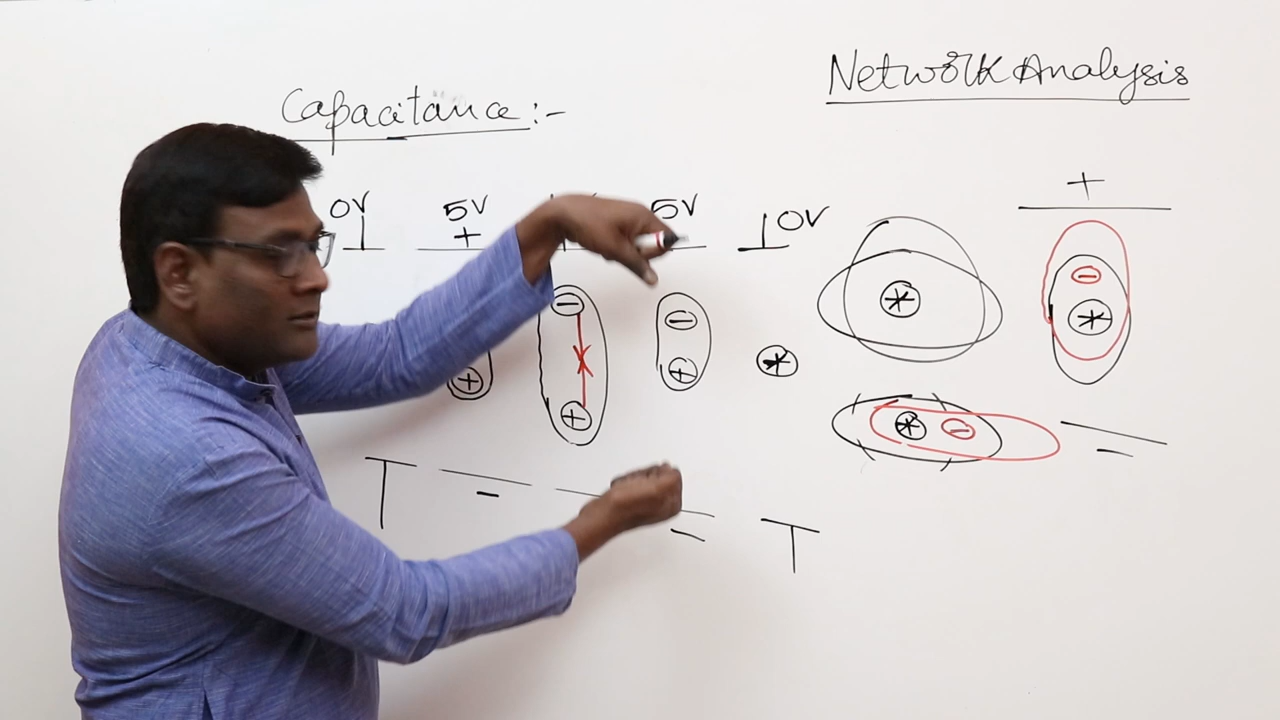 Network Analysis
Capacitance:-
0V 5V 5V 0V
+ +
- - + -
+ + + 
- - -